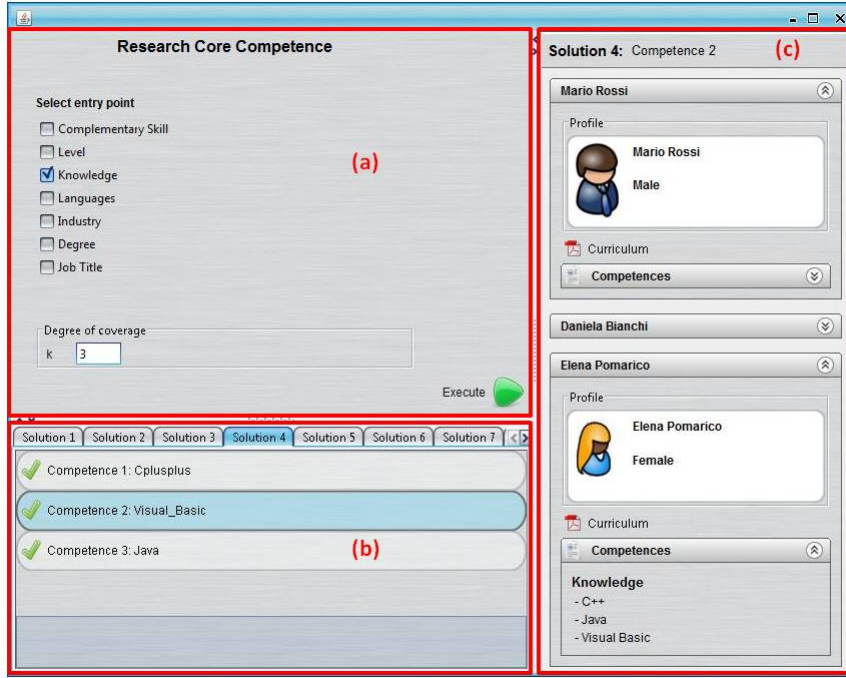 Research Core Competence
Select entry point
Complementary Skill
Level
Knowledge
Languages
Industry
Degree
Job Title
(a)
Degree of coverage
k 3
Execute
Solution 1 Solution 2 Solution 3 Solution 4 Solution 5 Solution 6 Solution 7
Competence 1: Cplusplus
Competence 2: Visual_Basic
Competence 3: Java
(b)
Solution 4: Competence 2
(c)
Mario Rossi
Profile
Mario Rossi
Male
Curriculum
Competences
Daniela Bianchi
Elena Pomarico
Profile
Elena Pomarico
Female
Curriculum
Competences
Knowledge
- C++
- Java
- Visual Basic